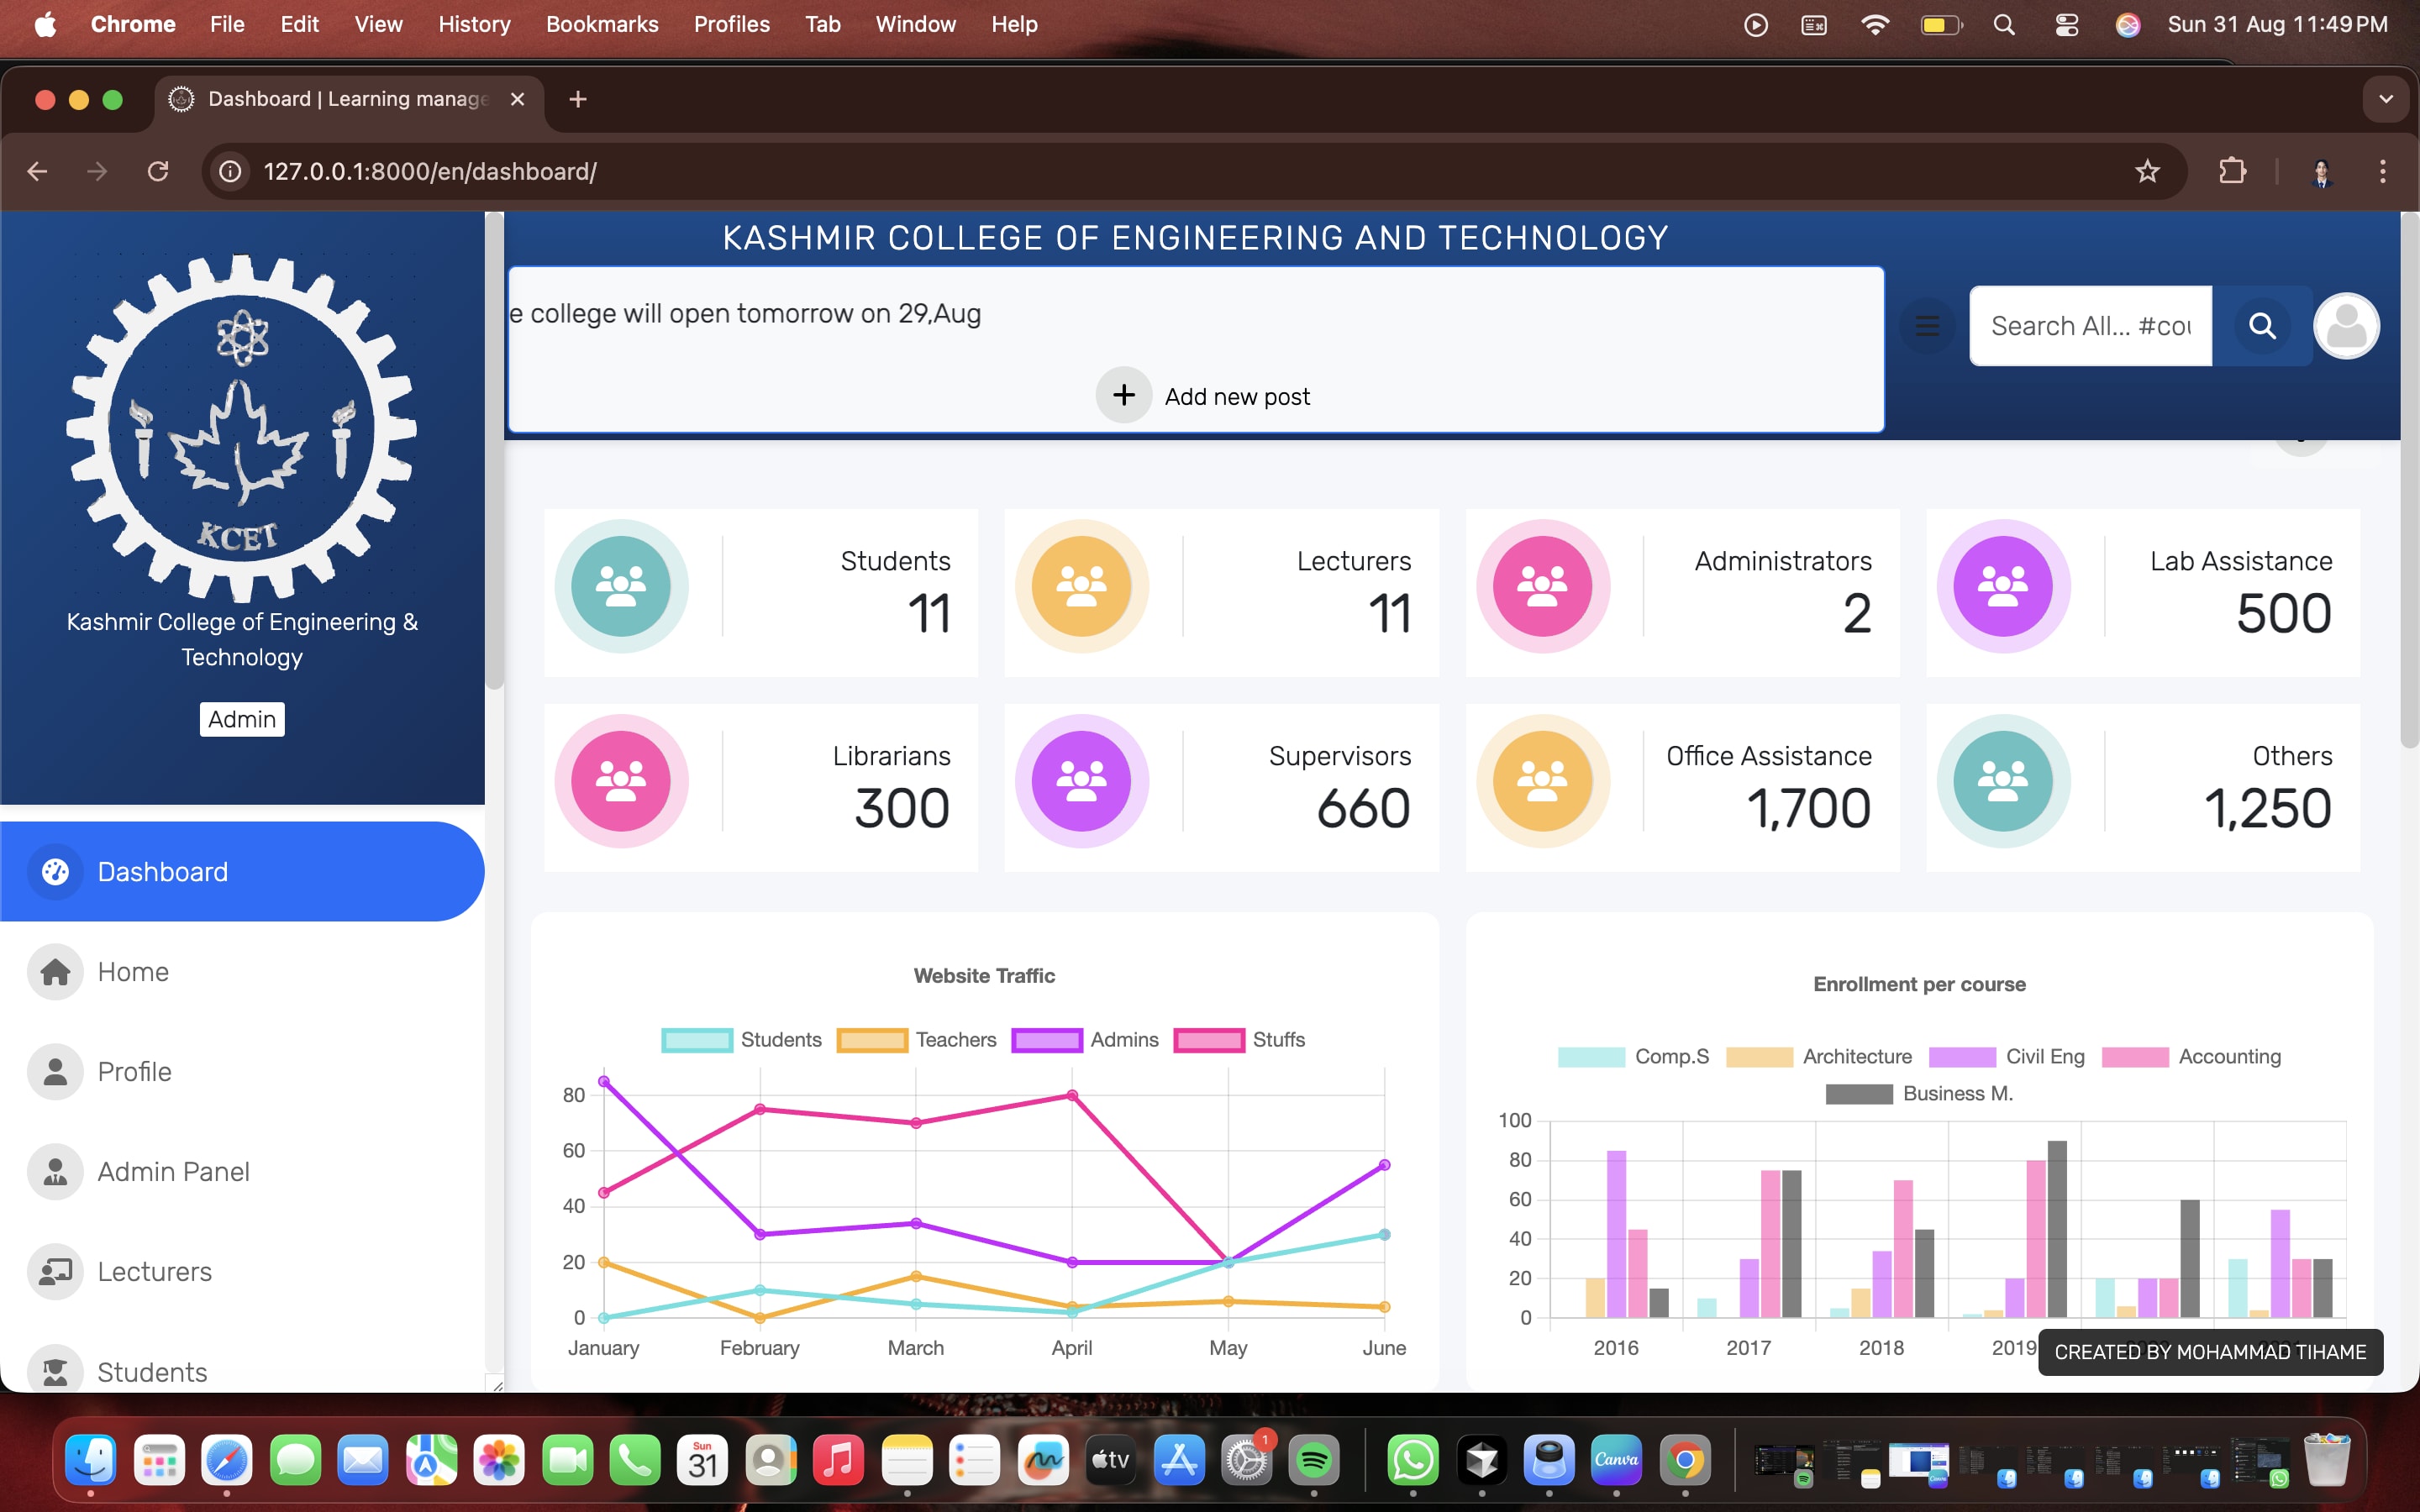 Chrome File Edit View History Bookmarks Profiles Tab Window Help Sun 31 Aug 11:49 PM
Dashboard | Learning manage
127.0.0.1:8000/en/dashboard/
KCET
Kashmir College of Engineering &
Technology
Admin
Dashboard
Home
Profile
Admin Panel
Lecturers
Students
KASHMIR COLLEGE OF ENGINEERING AND TECHNOLOGY
e college will open tomorrow on 29,Aug
Add new post
Search All... #cou
Students
11
Lecturers
11
Administrators
2
Lab Assistance
500
Librarians
300
Supervisors
660
Office Assistance
1,700
Others
1,250
Website Traffic
Students Teachers Admins Stuffs
80
60
40
20
0
January February March April May June
Enrollment per course
Comp.S Architecture Civil Eng Accounting
Business M.
100
80
60
40
20
0
2016 2017 2018 2019
CREATED BY MOHAMMAD TIHAME
Sun
31
tv
1
Canva